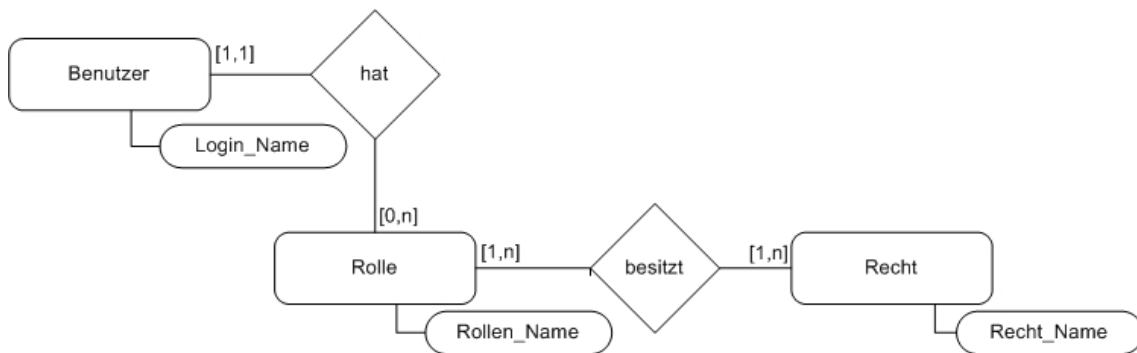 Benutzer
[1,1]
hat
Login_Name
[0,n]
Rolle
[1,n]
besitzt
[1,n]
Recht
Rollen_Name
Recht_Name